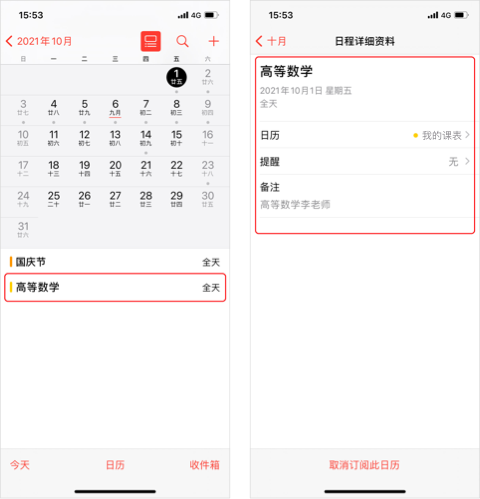 15:53
4G
2021年10月
日 一 二 三 四 五 六
1 2
廿五 廿六
3 4 5 6 7 8 9
廿七 廿八 廿九 九月 初二 初三 初四
10 11 12 13 14 15 16
初五 初六 初七 初八 初九 初十 十一
17 18 19 20 21 22 23
十二 十三 十四 十五 十六 十七 十八
24 25 26 27 28 29 30
十九 二十 廿一 廿二 廿三 廿四 廿五
31
廿六
国庆节 全天
高等数学 全天
今天 日历 收件箱
15:53
4G
十月 日程详细资料
高等数学
2021年10月1日 星期五
全天
日历 我的课表
提醒 无
备注
高等数学李老师
取消订阅此日历